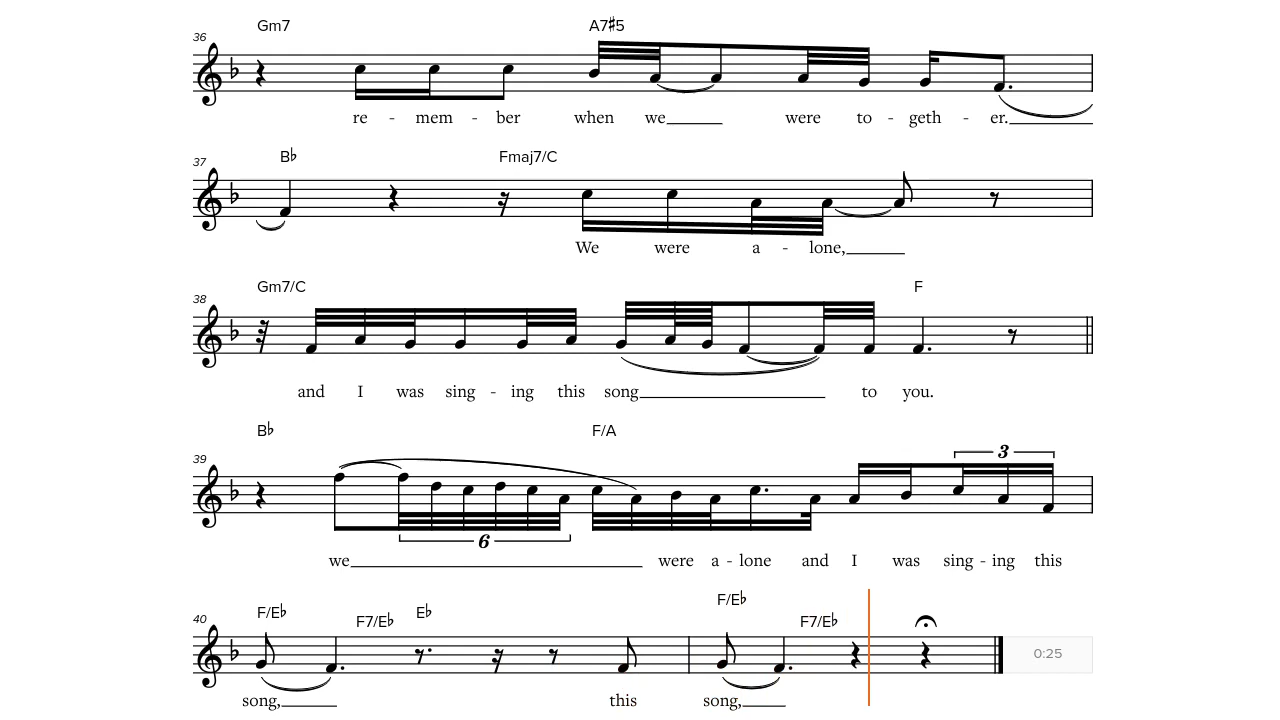 Gm7 A7♯5
36
re - mem - ber when we were to - geth - er.
B♭ Fmaj7/C
37
We were a - lone,
Gm7/C F
38
and I was sing - ing this song to you.
B♭ F/A
39
3
6
we were a - lone and I was sing - ing this
F/E♭ F7/E♭ E♭ F/E♭ F7/E♭
40
0:25
song, this song,